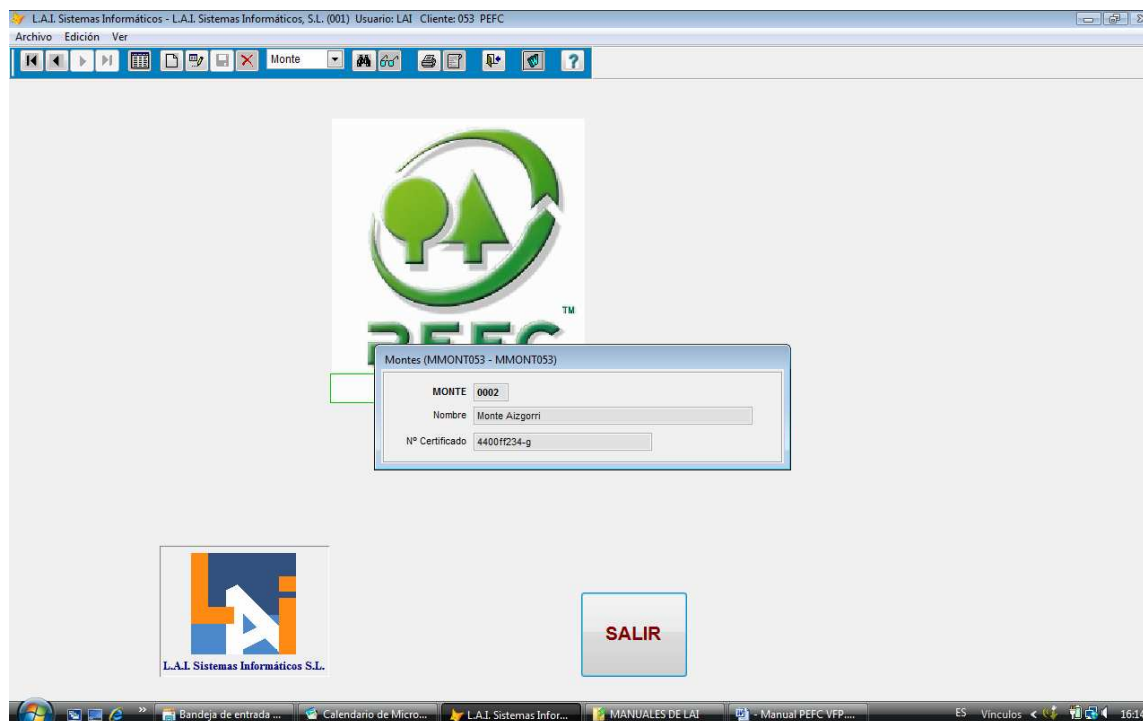 L.A.I. Sistemas Informáticos - L.A.I. Sistemas Informáticos, S.L. (001) Usuario: LAI Cliente: 053 PEFC
Archivo Edición Ver
Monte
TM
PEFC
Montes (MMONT053 - MMONT053)
MONTE 0002
Nombre Monte Aizgorri
Nº Certificado 4400ff234-g
LAi
L.A.I. Sistemas Informáticos S.L.
SALIR
Bandeja de entrada ... Calendario de Micro... L.A.I. Sistemas Infor... MANUALES DE LAI - Manual PEFC VFP.... ES Vínculos